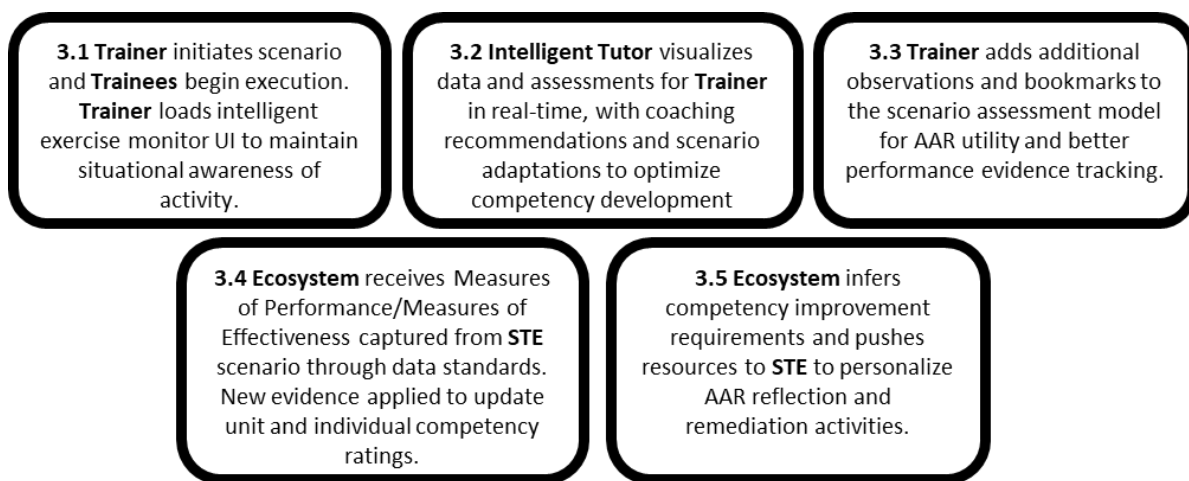 3.1 Trainer initiates scenario
and Trainees begin execution.
Trainer loads intelligent
exercise monitor UI to maintain
situational awareness of
activity.
3.2 Intelligent Tutor visualizes
data and assessments for Trainer
in real-time, with coaching
recommendations and scenario
adaptations to optimize
competency development
3.3 Trainer adds additional
observations and bookmarks to
the scenario assessment model
for AAR utility and better
performance evidence tracking.
3.4 Ecosystem receives Measures
of Performance/Measures of
Effectiveness captured from STE
scenario through data standards.
New evidence applied to update
unit and individual competency
ratings.
3.5 Ecosystem infers
competency improvement
requirements and pushes
resources to STE to personalize
AAR reflection and
remediation activities.